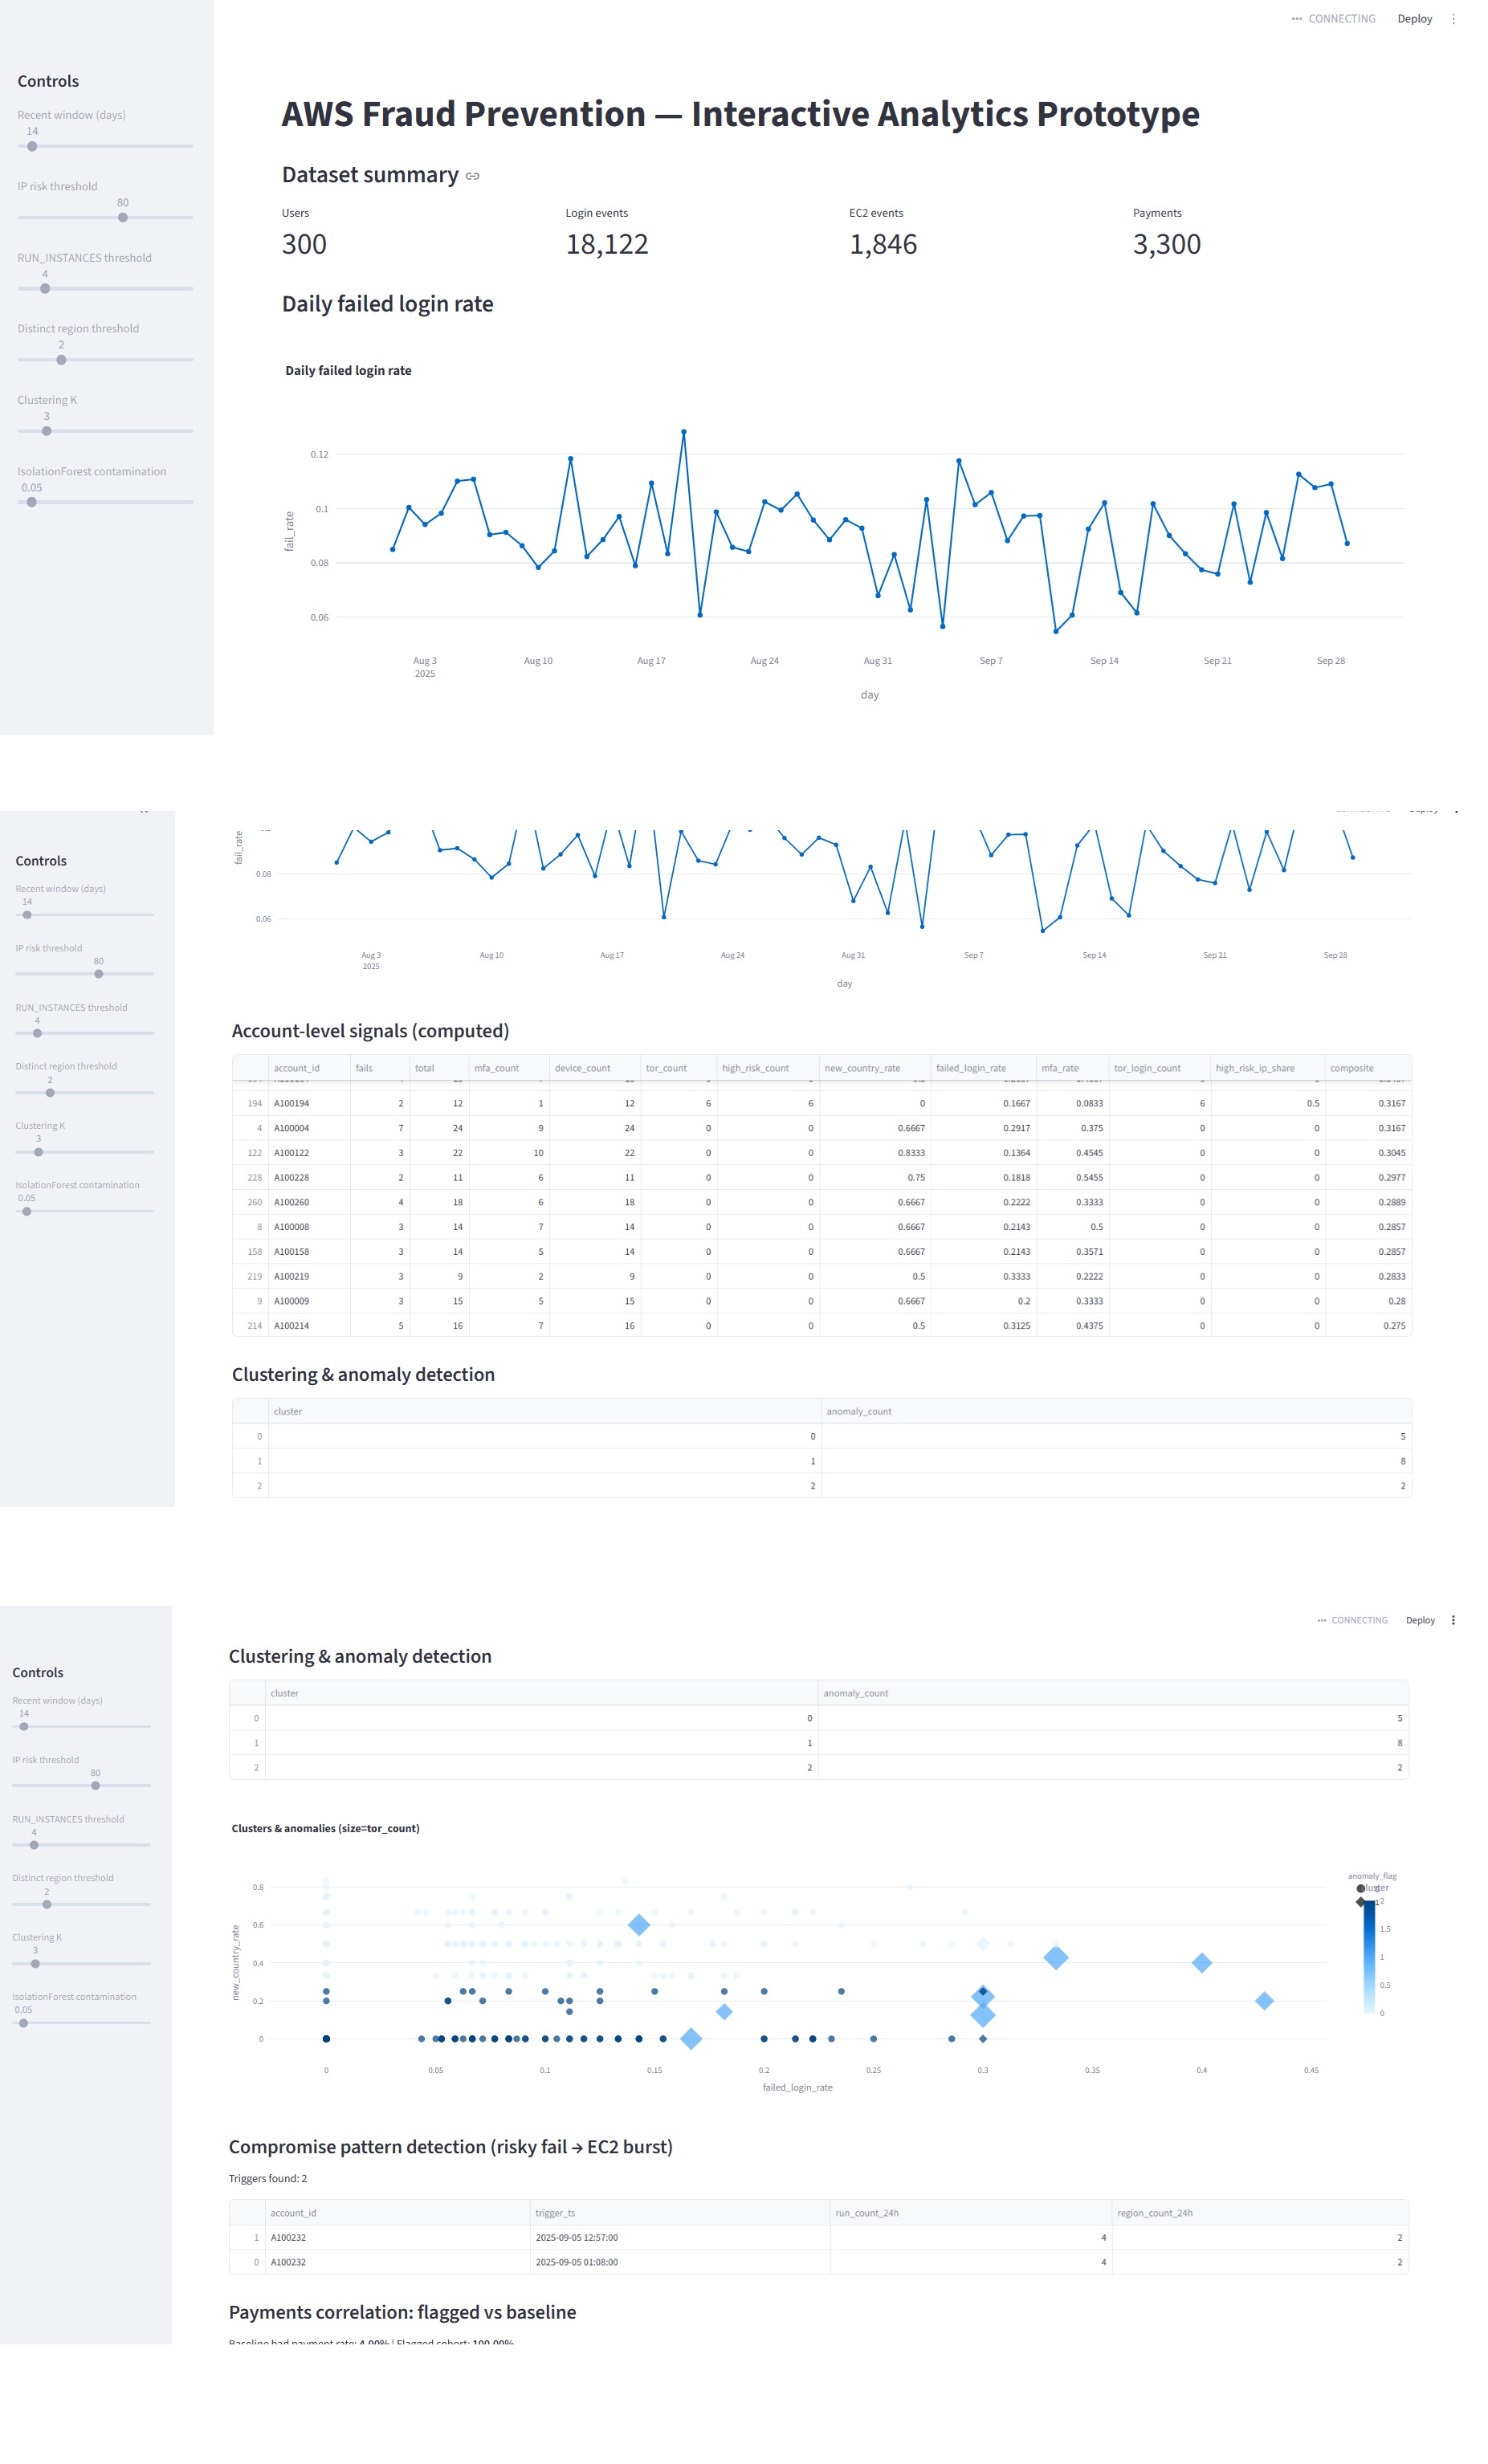 ••• CONNECTING Deploy ⋮
Controls
Recent window (days)
14
IP risk threshold
80
RUN_INSTANCES threshold
4
Distinct region threshold
2
Clustering K
3
IsolationForest contamination
0.05
AWS Fraud Prevention — Interactive Analytics Prototype
Dataset summary
Users Login events EC2 events Payments
300 18,122 1,846 3,300
Daily failed login rate
Daily failed login rate
0.12
0.1
0.08
0.06
fail_rate
Aug 3 Aug 10 Aug 17 Aug 24 Aug 31 Sep 7 Sep 14 Sep 21 Sep 28
2025
day
Controls
Recent window (days)
14
IP risk threshold
80
RUN_INSTANCES threshold
4
Distinct region threshold
2
Clustering K
3
IsolationForest contamination
0.05
fail_rate
0.08
0.06
Aug 3 Aug 10 Aug 17 Aug 24 Aug 31 Sep 7 Sep 14 Sep 21 Sep 28
2025
day
Account-level signals (computed)
account_id fails total mfa_count device_count tor_count high_risk_count new_country_rate failed_login_rate mfa_rate tor_login_count high_risk_ip_share composite
194 A100194 2 12 1 12 6 6 0 0.1667 0.0833 6 0.5 0.3167
4 A100004 7 24 9 24 0 0 0.6667 0.2917 0.375 0 0 0.3167
122 A100122 3 22 10 22 0 0 0.8333 0.1364 0.4545 0 0 0.3045
228 A100228 2 11 6 11 0 0 0.75 0.1818 0.5455 0 0 0.2977
260 A100260 4 18 6 18 0 0 0.6667 0.2222 0.3333 0 0 0.2889
8 A100008 3 14 7 14 0 0 0.6667 0.2143 0.5 0 0 0.2857
158 A100158 3 14 5 14 0 0 0.6667 0.2143 0.3571 0 0 0.2857
219 A100219 3 9 2 9 0 0 0.5 0.3333 0.2222 0 0 0.2833
9 A100009 3 15 5 15 0 0 0.6667 0.2 0.3333 0 0 0.28
214 A100214 5 16 7 16 0 0 0.5 0.3125 0.4375 0 0 0.275
Clustering & anomaly detection
cluster anomaly_count
0 0 5
1 1 8
2 2 2
••• CONNECTING Deploy ⋮
Controls
Recent window (days)
14
IP risk threshold
80
RUN_INSTANCES threshold
4
Distinct region threshold
2
Clustering K
3
IsolationForest contamination
0.05
Clustering & anomaly detection
cluster anomaly_count
0 0 5
1 1 8
2 2 2
Clusters & anomalies (size=tor_count)
anomaly_flag
cluster
2
1.5
1
0.5
0
0.8
0.6
0.4
0.2
0
new_country_rate
0 0.05 0.1 0.15 0.2 0.25 0.3 0.35 0.4 0.45
failed_login_rate
Compromise pattern detection (risky fail → EC2 burst)
Triggers found: 2
account_id trigger_ts run_count_24h region_count_24h
1 A100232 2025-09-05 12:57:00 4 2
0 A100232 2025-09-05 01:08:00 4 2
Payments correlation: flagged vs baseline
Baseline bad payment rate: 4.00% | Flagged cohort: 100.00%